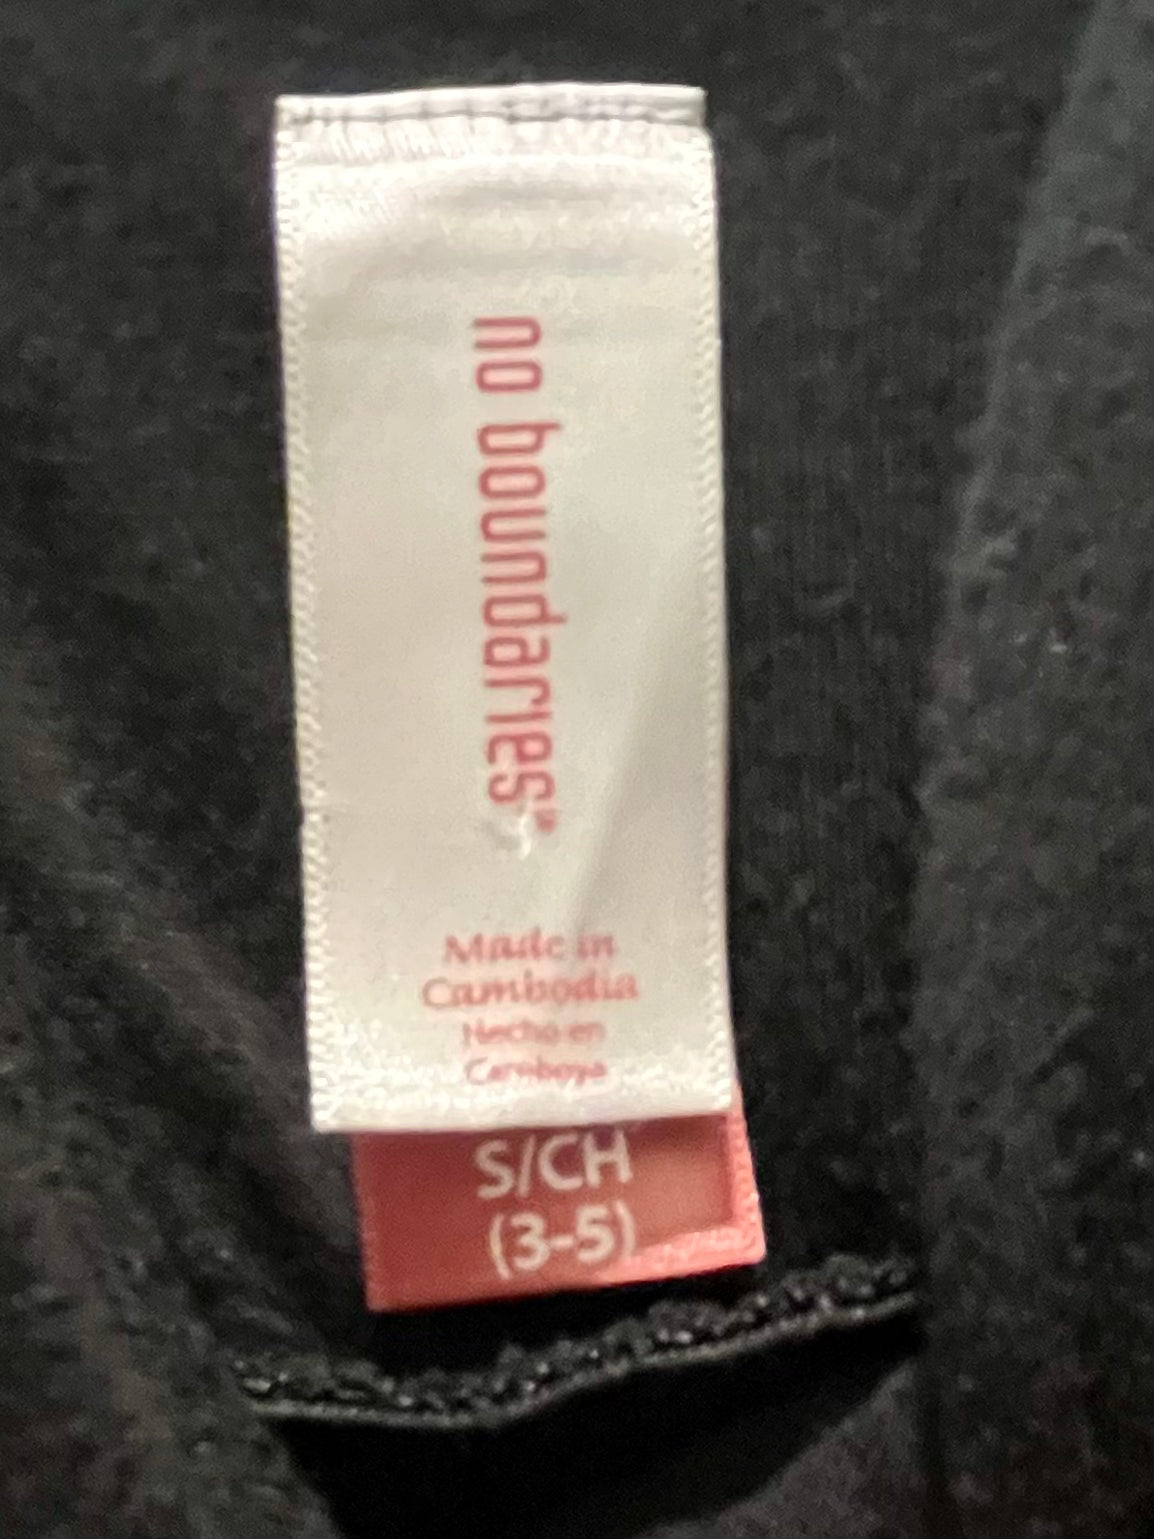 no boundaries
Made in
Cambodia
Hecho en
Camboya
S/CH
(3-5)